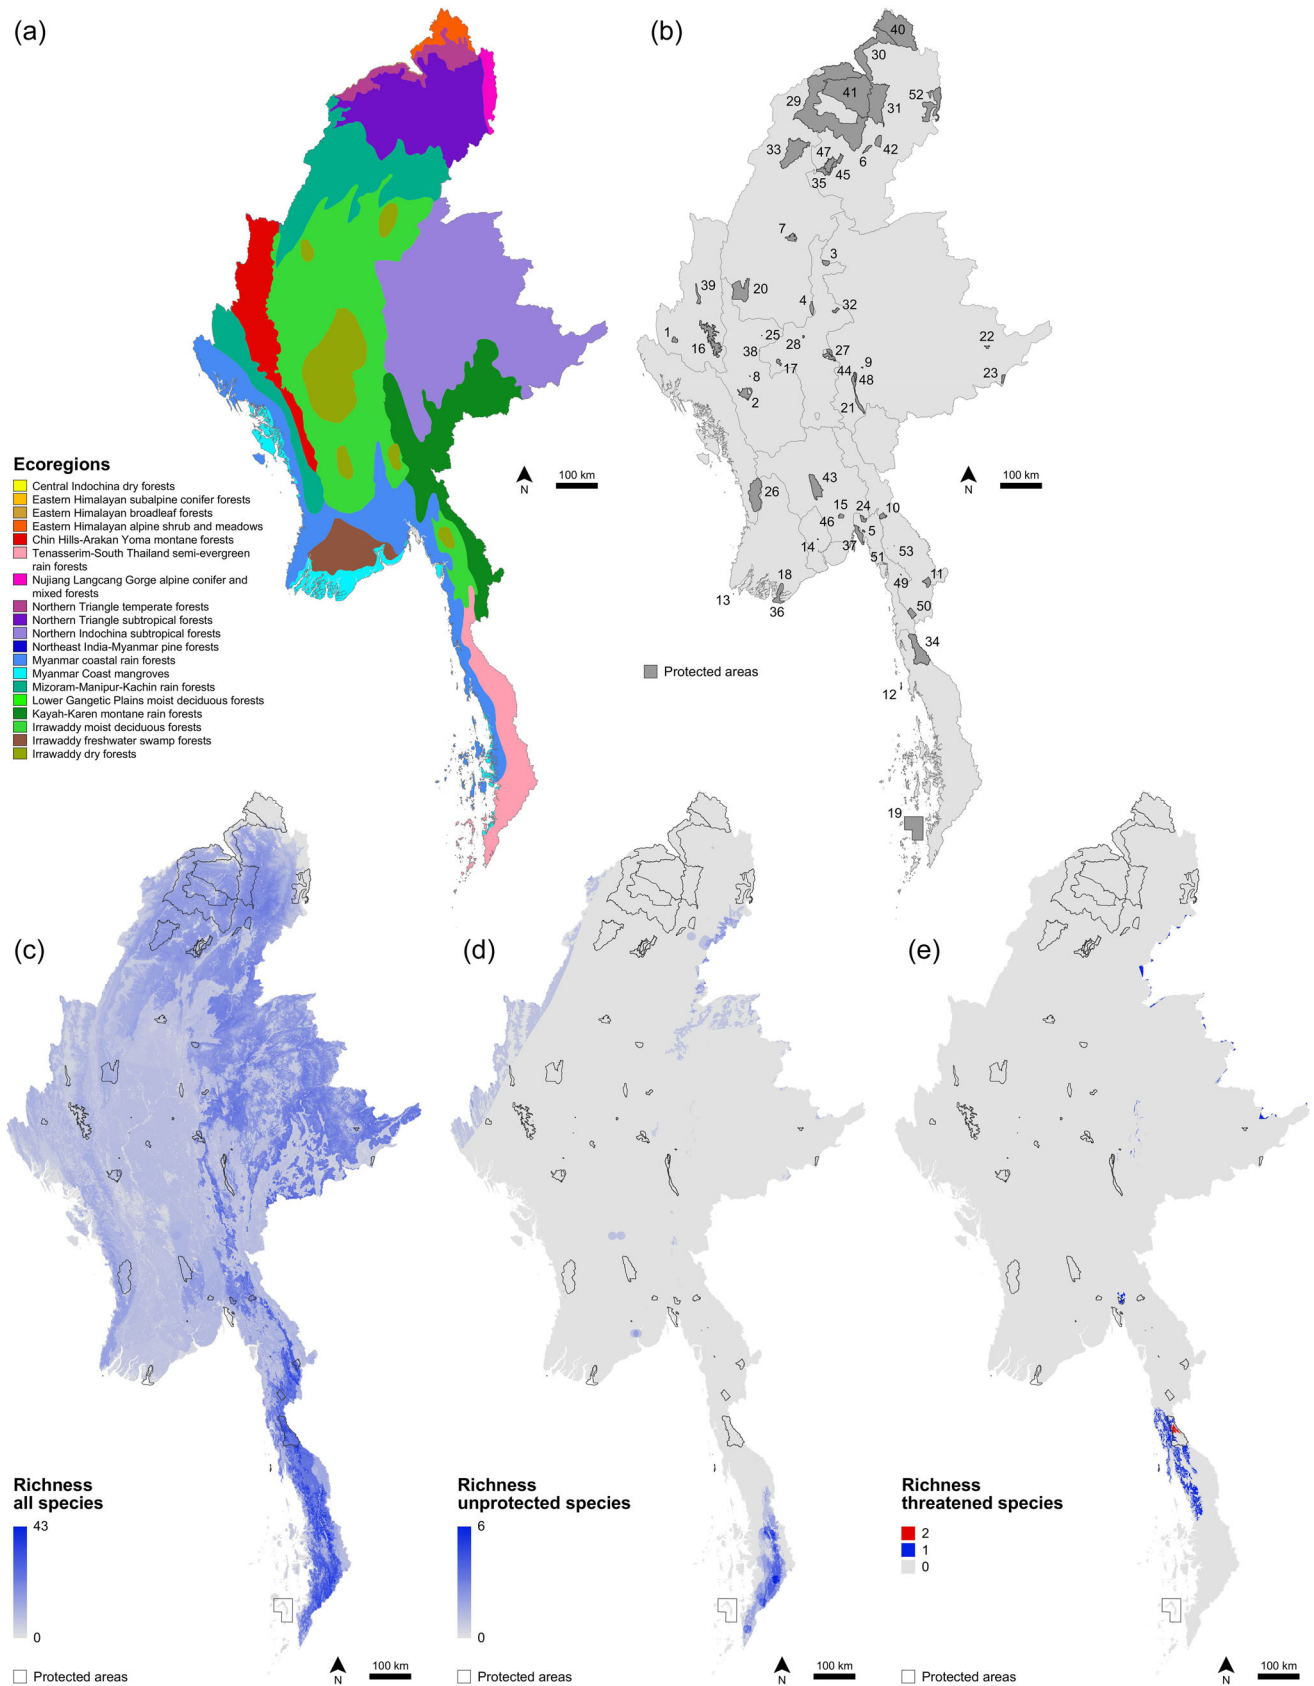 (a)
(b)
40
30
41
29
31
52
33
47
6
42
35
45
7
3
39
20
4
32
1
16
25
28
38
27
9
22
17
44
48
23
8
2
21
Ecoregions
Central Indochina dry forests
Eastern Himalayan subalpine conifer forests
Eastern Himalayan broadleaf forests
Eastern Himalayan alpine shrub and meadows
Chin Hills-Arakan Yoma montane forests
Tenasserim-South Thailand semi-evergreen
rain forests
Nujiang Langcang Gorge alpine conifer and
mixed forests
Northern Triangle temperate forests
Northern Triangle subtropical forests
Northern Indochina subtropical forests
Northeast India-Myanmar pine forests
Myanmar coastal rain forests
Myanmar Coast mangroves
Mizoram-Manipur-Kachin rain forests
Lower Gangetic Plains moist deciduous forests
Kayah-Karen montane rain forests
Irrawaddy moist deciduous forests
Irrawaddy freshwater swamp forests
Irrawaddy dry forests
N
100 km
N
100 km
26
43
15
24
10
46
5
14
37
51
53
18
49
11
13
36
50
34
Protected areas
12
19
(c)
(d)
(e)
Richness
all species
43
0
Protected areas
N
100 km
Richness
unprotected species
6
0
Protected areas
N
100 km
Richness
threatened species
2
1
0
Protected areas
N
100 km